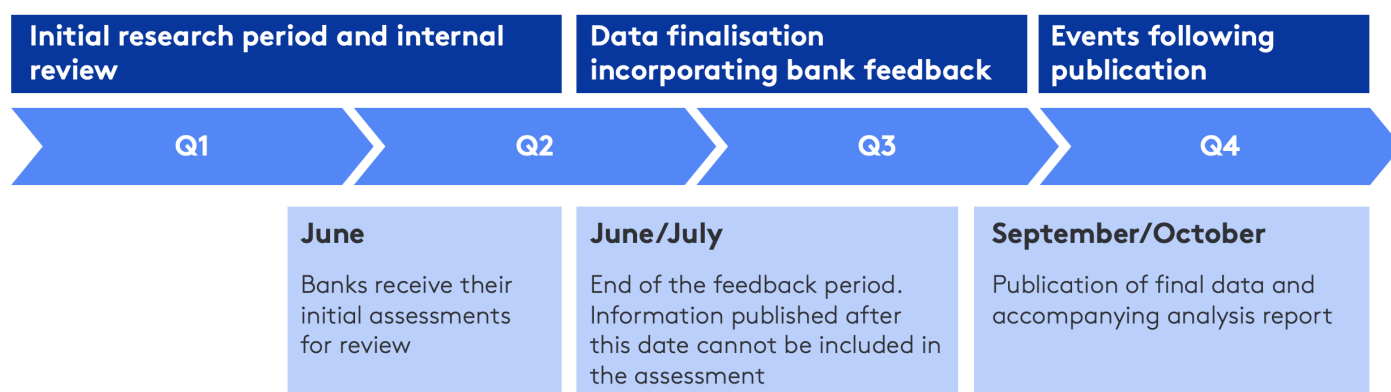 Initial research period and internal
review
Data finalisation
incorporating bank feedback
Events following
publication
Q1
Q2
Q3
Q4
June
Banks receive their
initial assessments
for review
June/July
End of the feedback period.
Information published after
this date cannot be included in
the assessment
September/October
Publication of final data and
accompanying analysis report